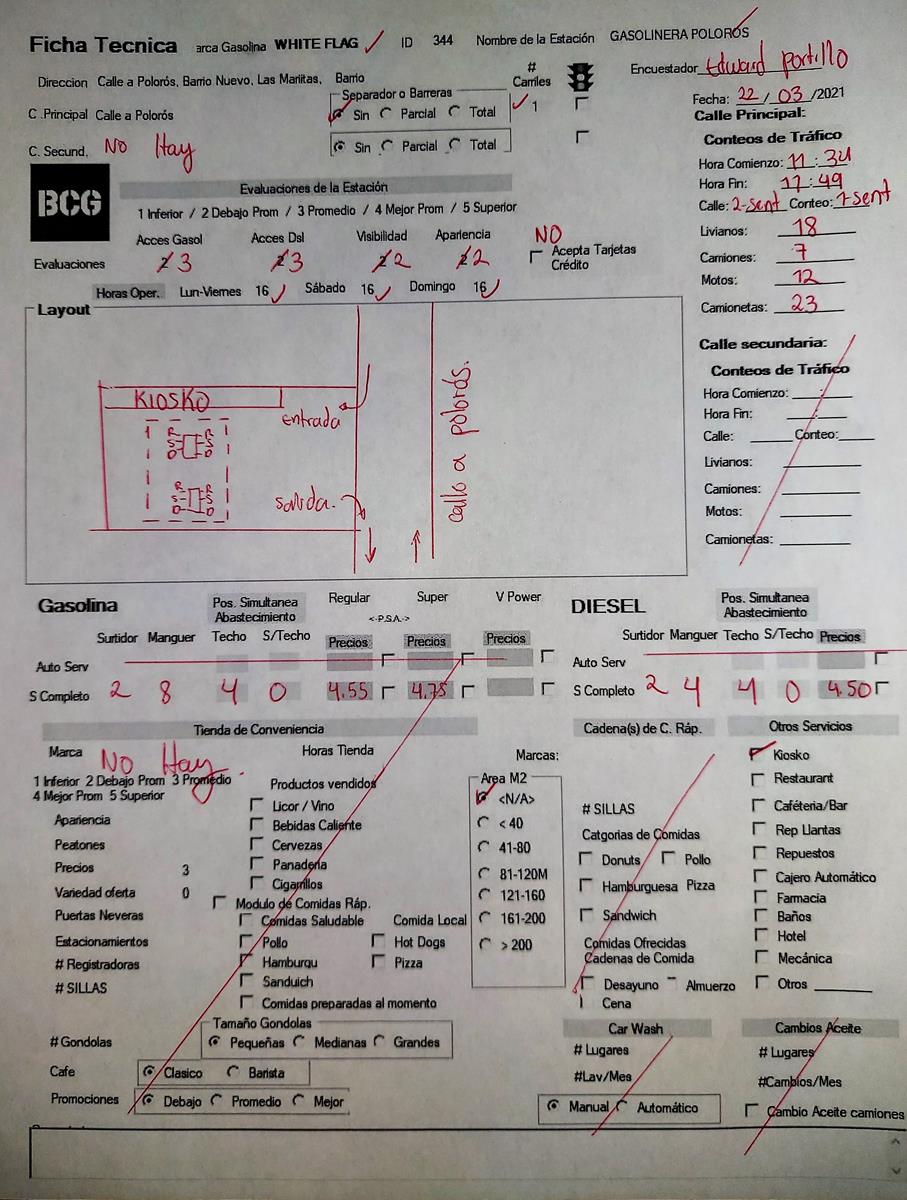 Ficha Tecnica arca Gasolina WHITE FLAG ID 344 Nombre de la Estación GASOLINERA POLORÓS
Direccion Calle a Polorós, Barrio Nuevo, Las Mariitas, Barrio # Carriles Encuestador Edward Portillo
Separador o Barreras
C .Principal Calle a Polorós Sin Parcial Total 1 Fecha: 22 / 03 /2021
Calle Principal:
C. Secund, No Hay Sin Parcial Total Conteos de Tráfico
Hora Comienzo: 11:34
BCG Evaluaciones de la Estación Hora Fin: 11:49
1 Inferior / 2 Debajo Prom / 3 Promedio / 4 Mejor Prom / 5 Superior Calle: 2-sent Conteo: 1-sent
Acces Gasol Acces Dsl Visibilidad Apariencia NO Livianos: 18
Evaluaciones 2 3 2 3 2 2 2 2 Acepta Tarjetas Crédito Camiones: 7
Motos: 12
Horas Oper. Lun-Viernes 16 Sábado 16 Domingo 16 Camionetas: 23
Layout
Calle secundaria:
Conteos de Tráfico
KIOSKO entrada calle a polorós. Hora Comienzo: :
Hora Fin: :
R R
S S
D D
Calle: Conteo:
Livianos:
R R
S S
D D
salida.
Camiones:
Motos:
Camionetas:
Gasolina Pos. Simultanea Abastecimiento Regular Super V Power DIESEL Pos. Simultanea Abastecimiento
<-P.S.A.->
Surtidor Manguer Techo S/Techo Precios Precios Precios Surtidor Manguer Techo S/Techo Precios
Auto Serv Auto Serv
S Completo 2 8 4 0 4.55 4.75 S Completo 2 4 4 0 4.50
Tienda de Conveniencia Cadena(s) de C. Ráp. Otros Servicios
Marca No Hay. Horas Tienda Marcas: Kiosko
1 Inferior 2 Debajo Prom 3 Promedio
4 Mejor Prom 5 Superior
Productos vendidos Area M2 Restaurant
Licor / Vino <N/A> # SILLAS Caféteria/Bar
Apariencia Bebidas Caliente < 40 Catgorias de Comidas Rep Llantas
Peatones Cervezas 41-80 Donuts Pollo Repuestos
Precios 3 Panaderia 81-120M Hamburguesa Pizza Cajero Automático
Variedad oferta 0 Cigarrillos 121-160 Farmacia
Puertas Neveras Modulo de Comidas Ráp. 161-200 Sandwich Baños
Comidas Saludable Comida Local
Estacionamientos Pollo Hot Dogs > 200 Comidas Ofrecidas Cadenas de Comida Hotel
# Registradoras Hamburqu Pizza Mecánica
# SILLAS Sanduich Desayuno Almuerzo Otros
Comidas preparadas al momento Cena
Tamaño Gondolas Car Wash Cambios Aceite
# Gondolas Pequeñas Medianas Grandes # Lugares # Lugares
Cafe Clasico Barista #Lav/Mes #Cambios/Mes
Promociones Debajo Promedio Mejor Manual Automático Cambio Aceite camiones